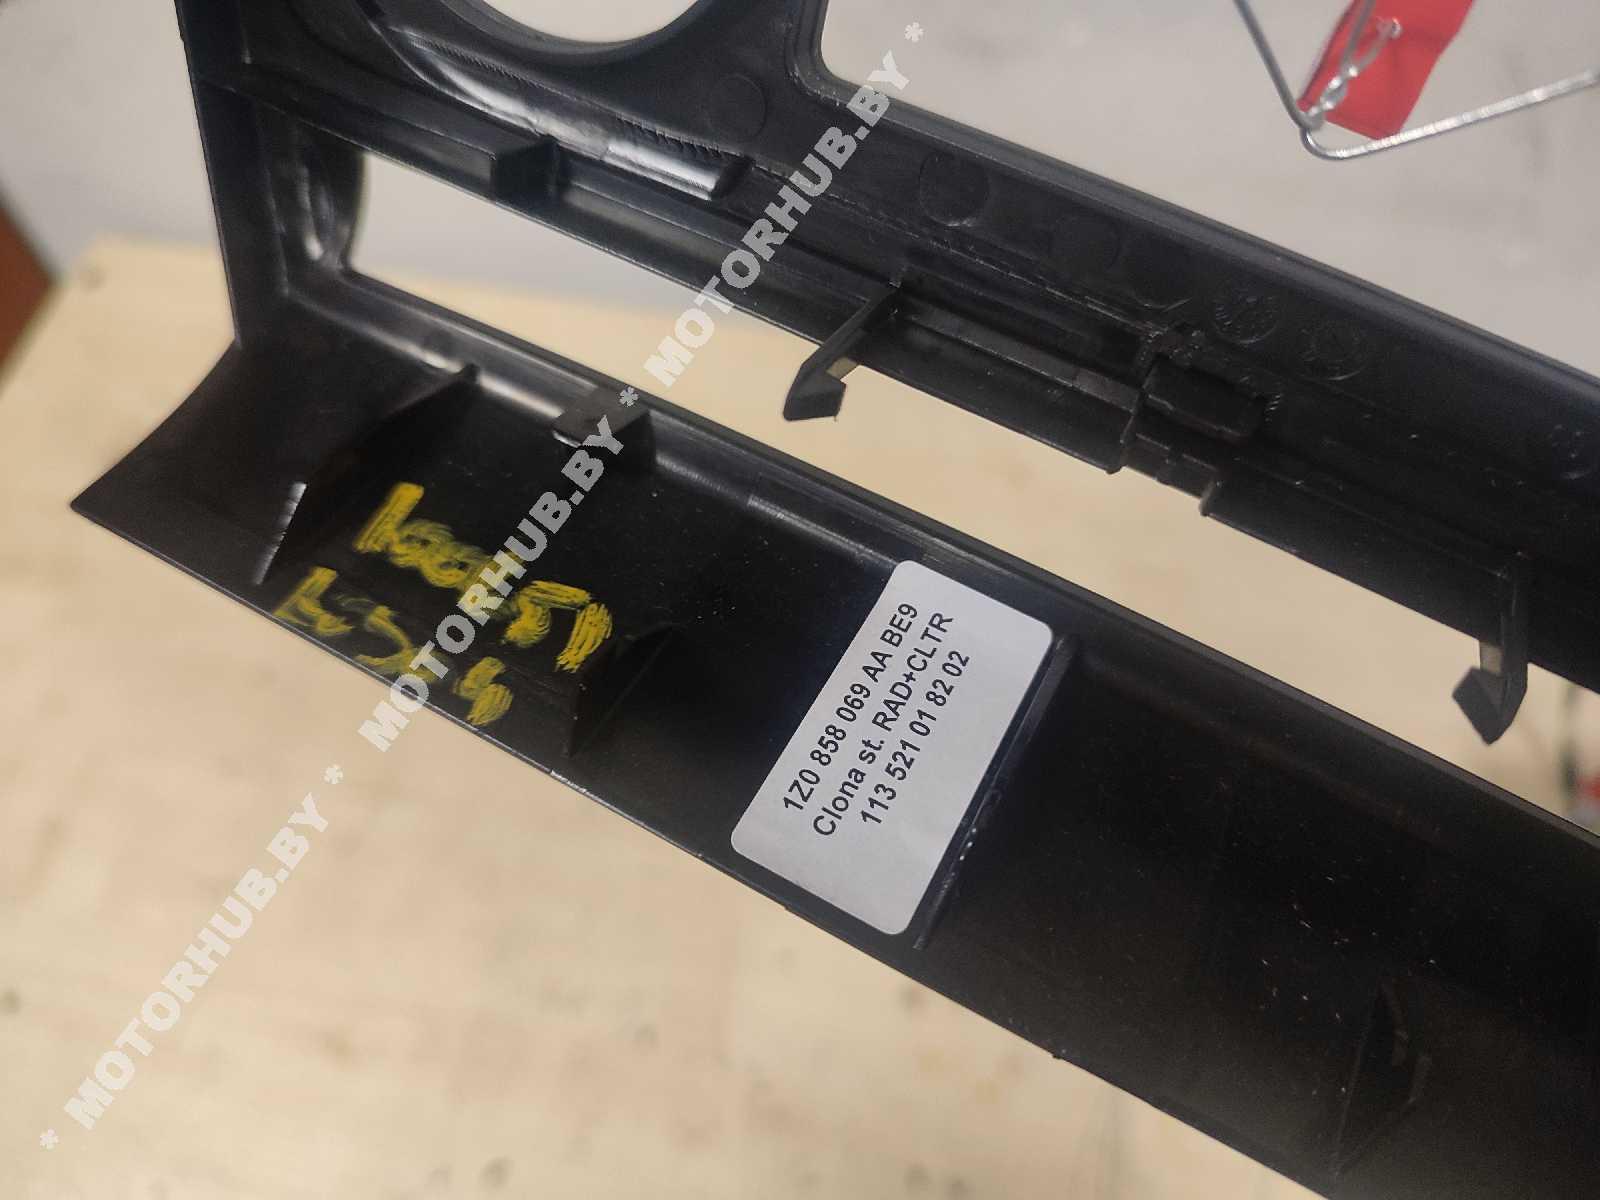 1Z0 858 069 AA BE9
Clona st. RAD+CLTR
113 521 01 82 02
* MOTORHUB.BY * MOTORHUB.BY * MOTORHUB.BY * MOTORHUB.BY *